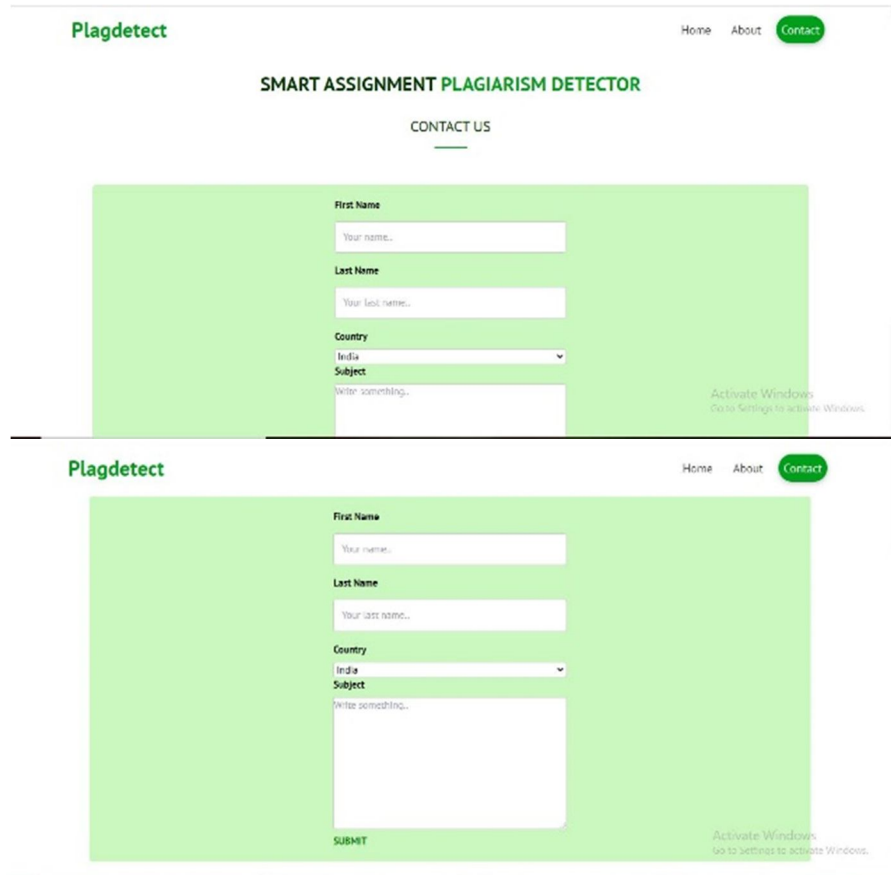 Plagdetect
Home About Contact
SMART ASSIGNMENT PLAGIARISM DETECTOR
CONTACT US
First Name
Your name..
Last Name
Your last name..
Country
India
Subject
Write something..
Activate Windows
Go to Settings to activate Windows.
Plagdetect
Home About Contact
First Name
Your name..
Last Name
Your last name..
Country
India
Subject
Write something..
SUBMIT
Activate Windows
Go to Settings to activate Windows.